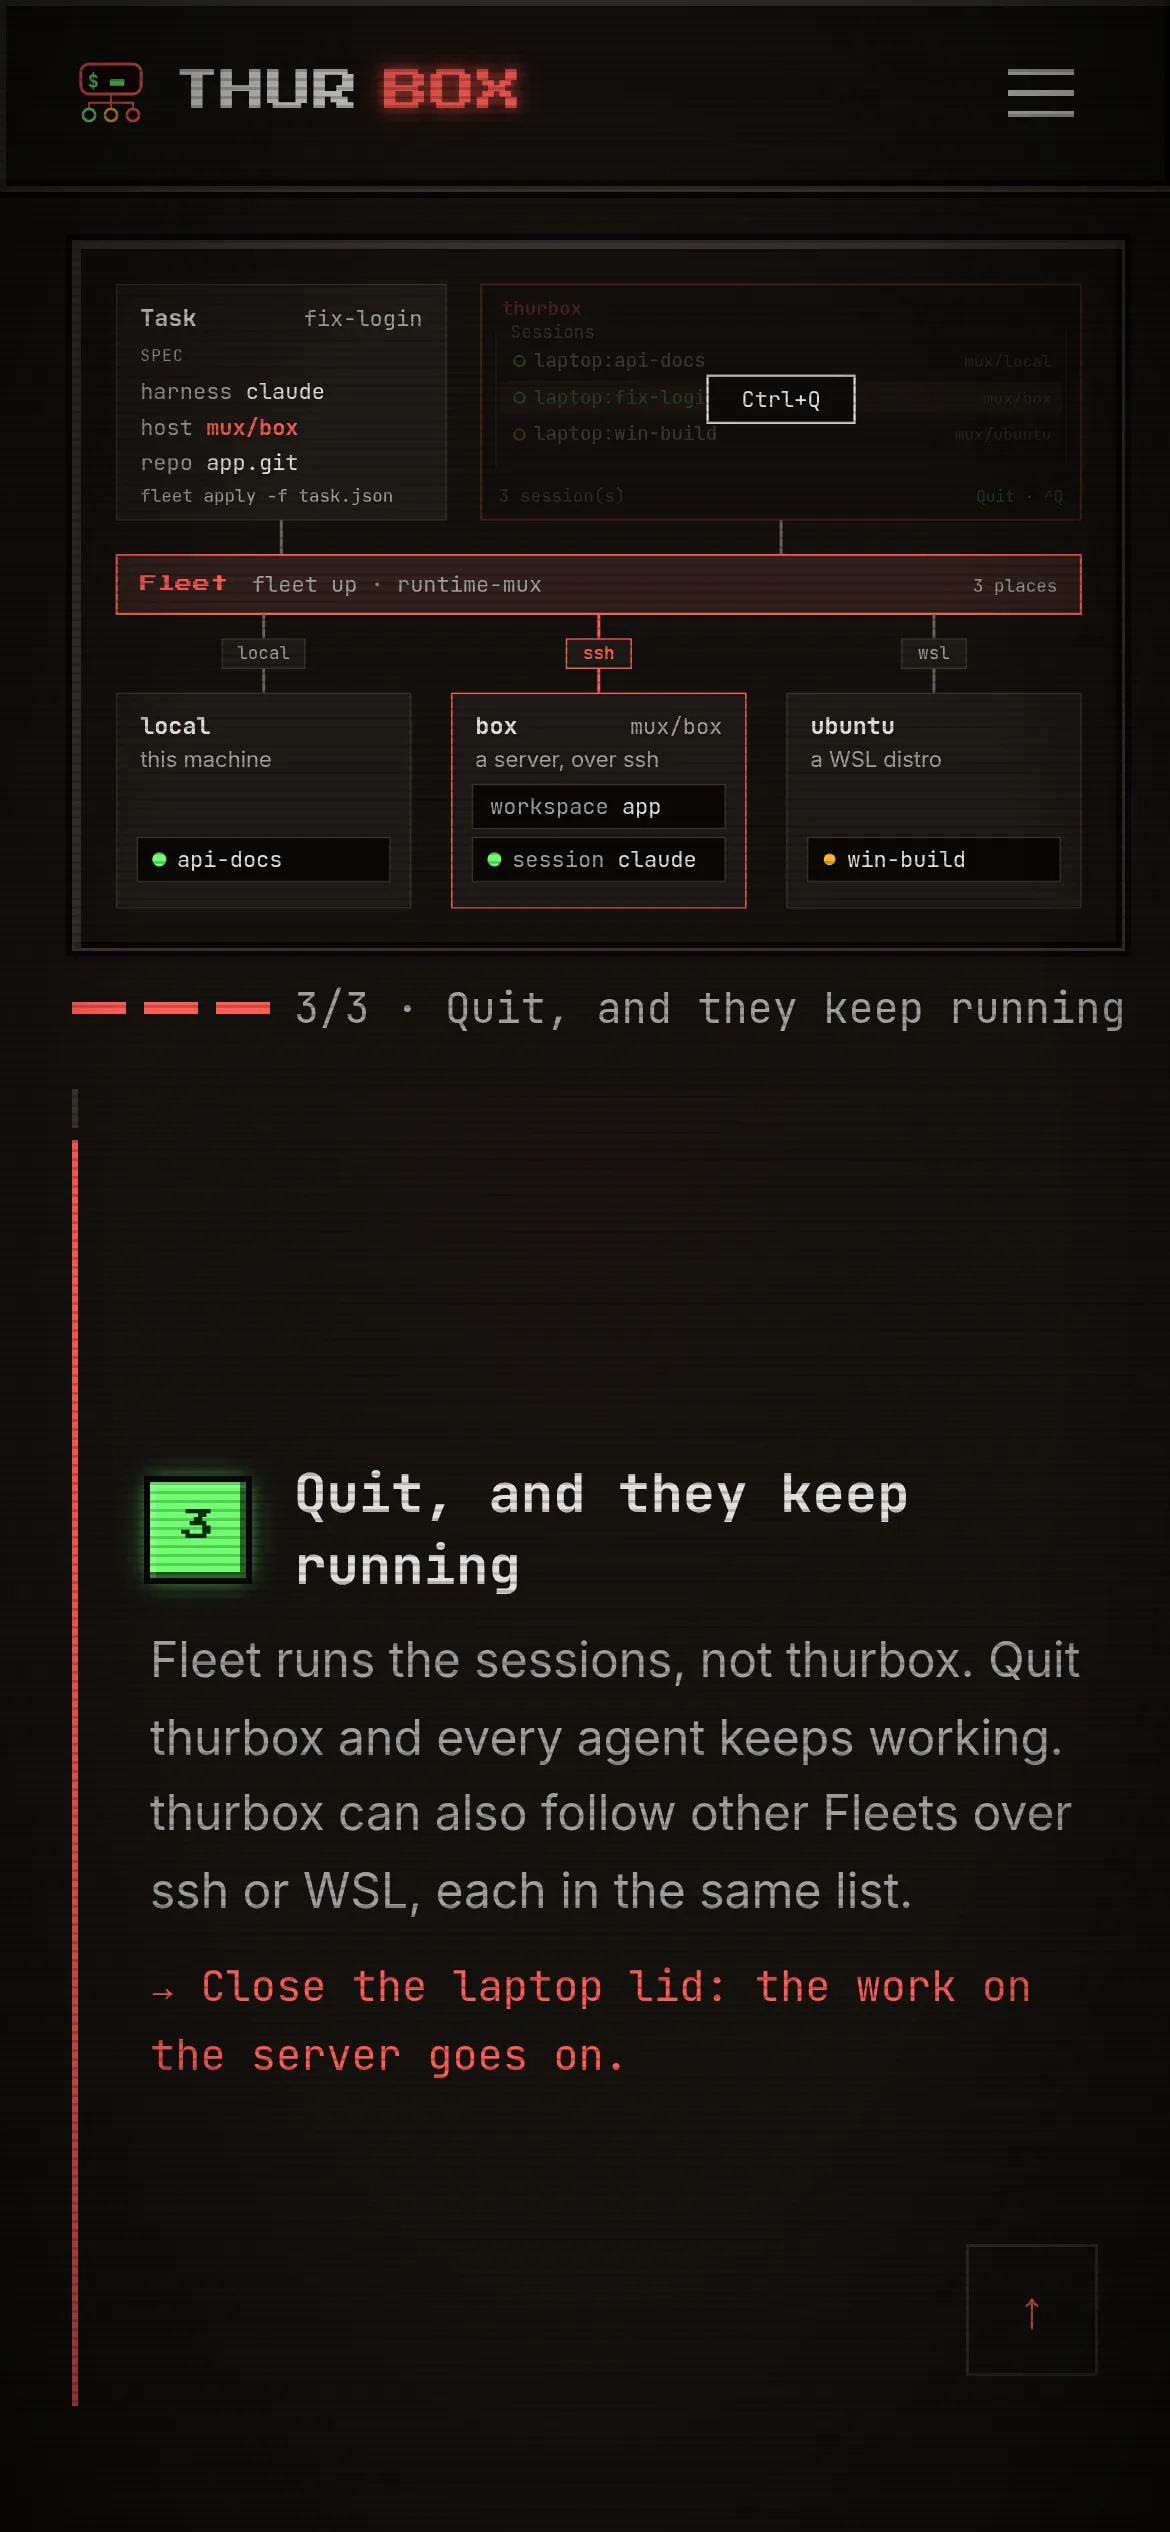 $
THUR BOX
Task fix-login
SPEC
harness claude
host mux/box
repo app.git
fleet apply -f task.json
thurbox
Sessions
laptop:api-docs mux/local
laptop:fix-logi mux/box
laptop:win-build mux/ubuntu
Ctrl+Q
3 session(s) Quit · ^Q
Fleet fleet up · runtime-mux 3 places
local ssh wsl
local
this machine
api-docs
box mux/box
a server, over ssh
workspace app
session claude
ubuntu
a WSL distro
win-build
3/3 · Quit, and they keep running
3
Quit, and they keep
running
Fleet runs the sessions, not thurbox. Quit
thurbox and every agent keeps working.
thurbox can also follow other Fleets over
ssh or WSL, each in the same list.
→ Close the laptop lid: the work on
the server goes on.
↑